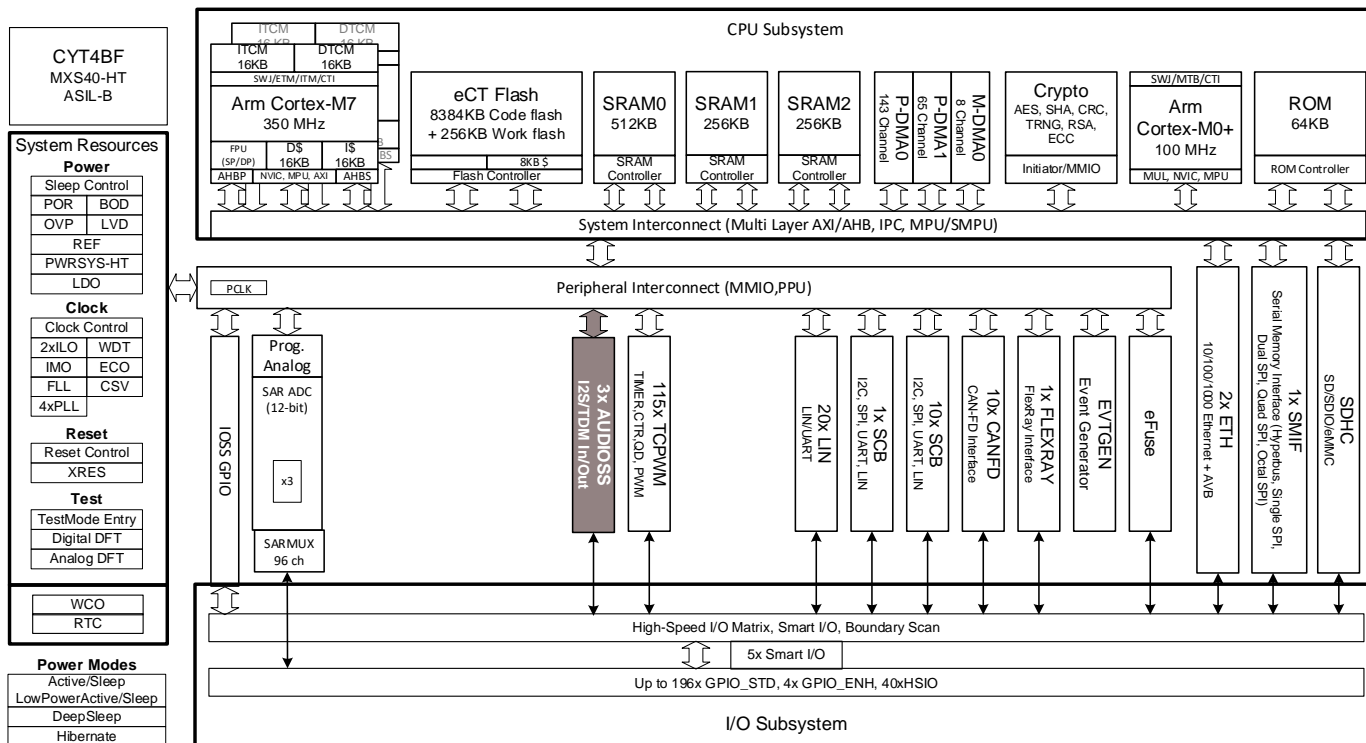 CYT4BF
MXS40-HT
ASIL-B
System Resources
Power
Sleep Control
POR
BOD
OVP
LVD
REF
PWRSYS-HT
LDO
Clock
Clock Control
2xILO
WDT
IMO
ECO
FLL
CSV
4xPLL
Reset
Reset Control
XRES
Test
TestMode Entry
Digital DFT
Analog DFT
WCO
RTC
Power Modes
Active/Sleep
LowPowerActive/Sleep
DeepSleep
Hibernate
CPU Subsystem
ITCM
16 KB
DTCM
16 KB
ITCM
16KB
DTCM
16KB
SWJ/ETM/ITM/CTI
Arm Cortex-M7
350 MHz
FPU
(SP/DP)
D$
16KB
I$
16KB
AHBP
NVIC, MPU, AXI
AHBS
eCT Flash
8384KB Code flash
+ 256KB Work flash
8KB $
Flash Controller
SRAM0
512KB
SRAM
Controller
SRAM1
256KB
SRAM
Controller
SRAM2
256KB
SRAM
Controller
P-DMA0
143 Channel
P-DMA1
65 Channel
M-DMA0
8 Channel
Crypto
AES, SHA, CRC,
TRNG, RSA,
ECC
Initiator/MMIO
SWJ/MTB/CTI
Arm
Cortex-M0+
100 MHz
MUL, NVIC, MPU
ROM
64KB
ROM Controller
System Interconnect (Multi Layer AXI/AHB, IPC, MPU/SMPU)
PCLK
Peripheral Interconnect (MMIO,PPU)
IOSS GPIO
Prog.
Analog
SAR ADC
(12-bit)
x3
SARMUX
96 ch
3x AUDIOSS
I2S/TDM In/Out
115x TCPWM
TIMER,CTR,QD, PWM
20x LIN
LIN/UART
1x SCB
I2C, SPI, UART, LIN
10x SCB
I2C, SPI, UART, LIN
10x CANFD
CAN-FD Interface
1x FLEXRAY
FlexRay Interface
EVTGEN
Event Generator
eFuse
2x ETH
10/100/1000 Ethernet + AVB
1x SMIF
Serial Memory Interface (Hyperbus, Single SPI,
Dual SPI, Quad SPI, Octal SPI)
SDHC
SD/SDIO/eMMC
High-Speed I/O Matrix, Smart I/O, Boundary Scan
5x Smart I/O
Up to 196x GPIO_STD, 4x GPIO_ENH, 40xHSIO
I/O Subsystem